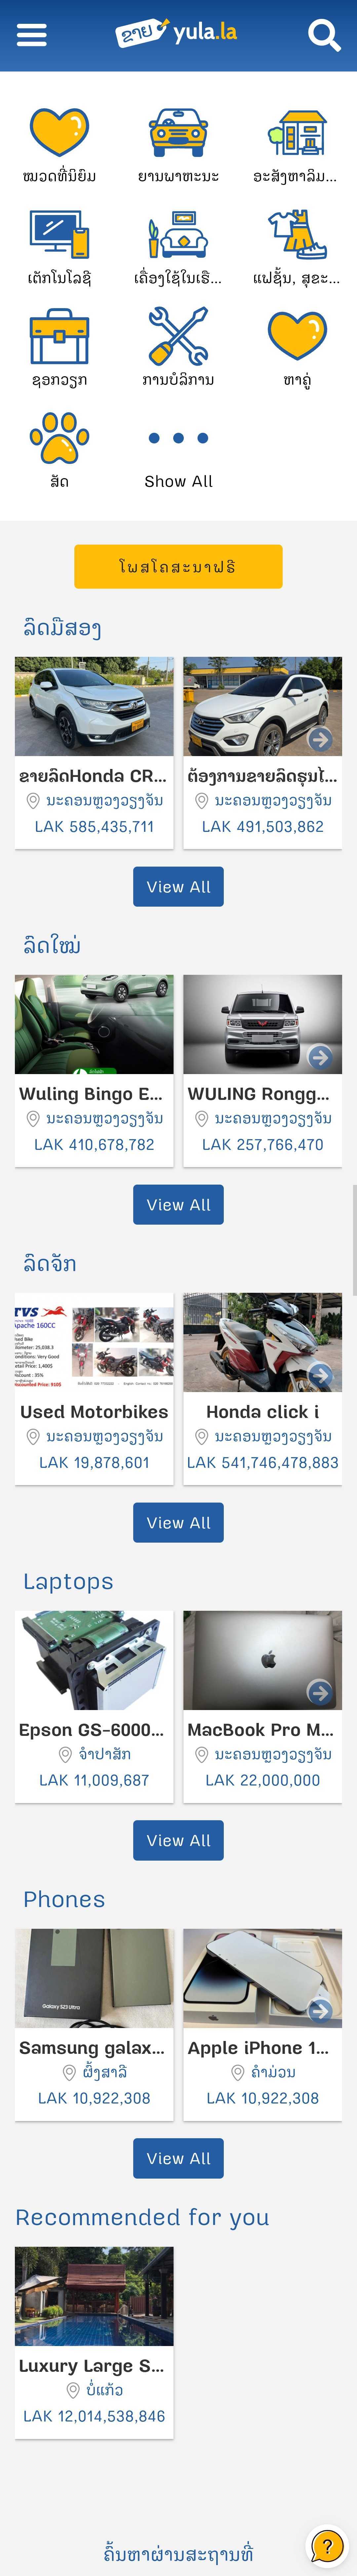 ຂາຍ yula.la
ໝວດທີ່ນິຍົມ
ຍານພາຫະນະ
ອະສັງຫາລິມ...
ເຕັກໂນໂລຊີ
ເຄື່ອງໃຊ້ໃນເຮື...
ແຟຊັ້ນ, ສຸຂະ...
ຊອກວຽກ
ການບໍລິການ
ຫາຄູ່
ສັດ
Show All
ໂພສໂຄສະນາຟຣີ
ລົດມືສອງ
ຂາຍລົດHonda CR...
ນະຄອນຫຼວງວຽງຈັນ
LAK 585,435,711
ຕ້ອງການຂາຍລົດຮຸນໄ...
ນະຄອນຫຼວງວຽງຈັນ
LAK 491,503,862
View All
ລົດໃໝ່
Wuling Bingo E...
ນະຄອນຫຼວງວຽງຈັນ
LAK 410,678,782
WULING Rongg...
ນະຄອນຫຼວງວຽງຈັນ
LAK 257,766,470
View All
ລົດຈັກ
TVS
pache 160CC
Used Motorbikes
ນະຄອນຫຼວງວຽງຈັນ
LAK 19,878,601
Honda click i
ນະຄອນຫຼວງວຽງຈັນ
LAK 541,746,478,883
View All
Laptops
Epson GS-6000...
ຈຳປາສັກ
LAK 11,009,687
MacBook Pro M...
ນະຄອນຫຼວງວຽງຈັນ
LAK 22,000,000
View All
Phones
Galaxy S23 Ultra
Samsung galax...
ຜົ້ງສາລີ
LAK 10,922,308
Apple iPhone 1...
ຄຳມ່ວນ
LAK 10,922,308
View All
Recommended for you
Luxury Large S...
ບໍ່ແກ້ວ
LAK 12,014,538,846
ຄົ້ນຫາຜ່ານສະຖານທີ່